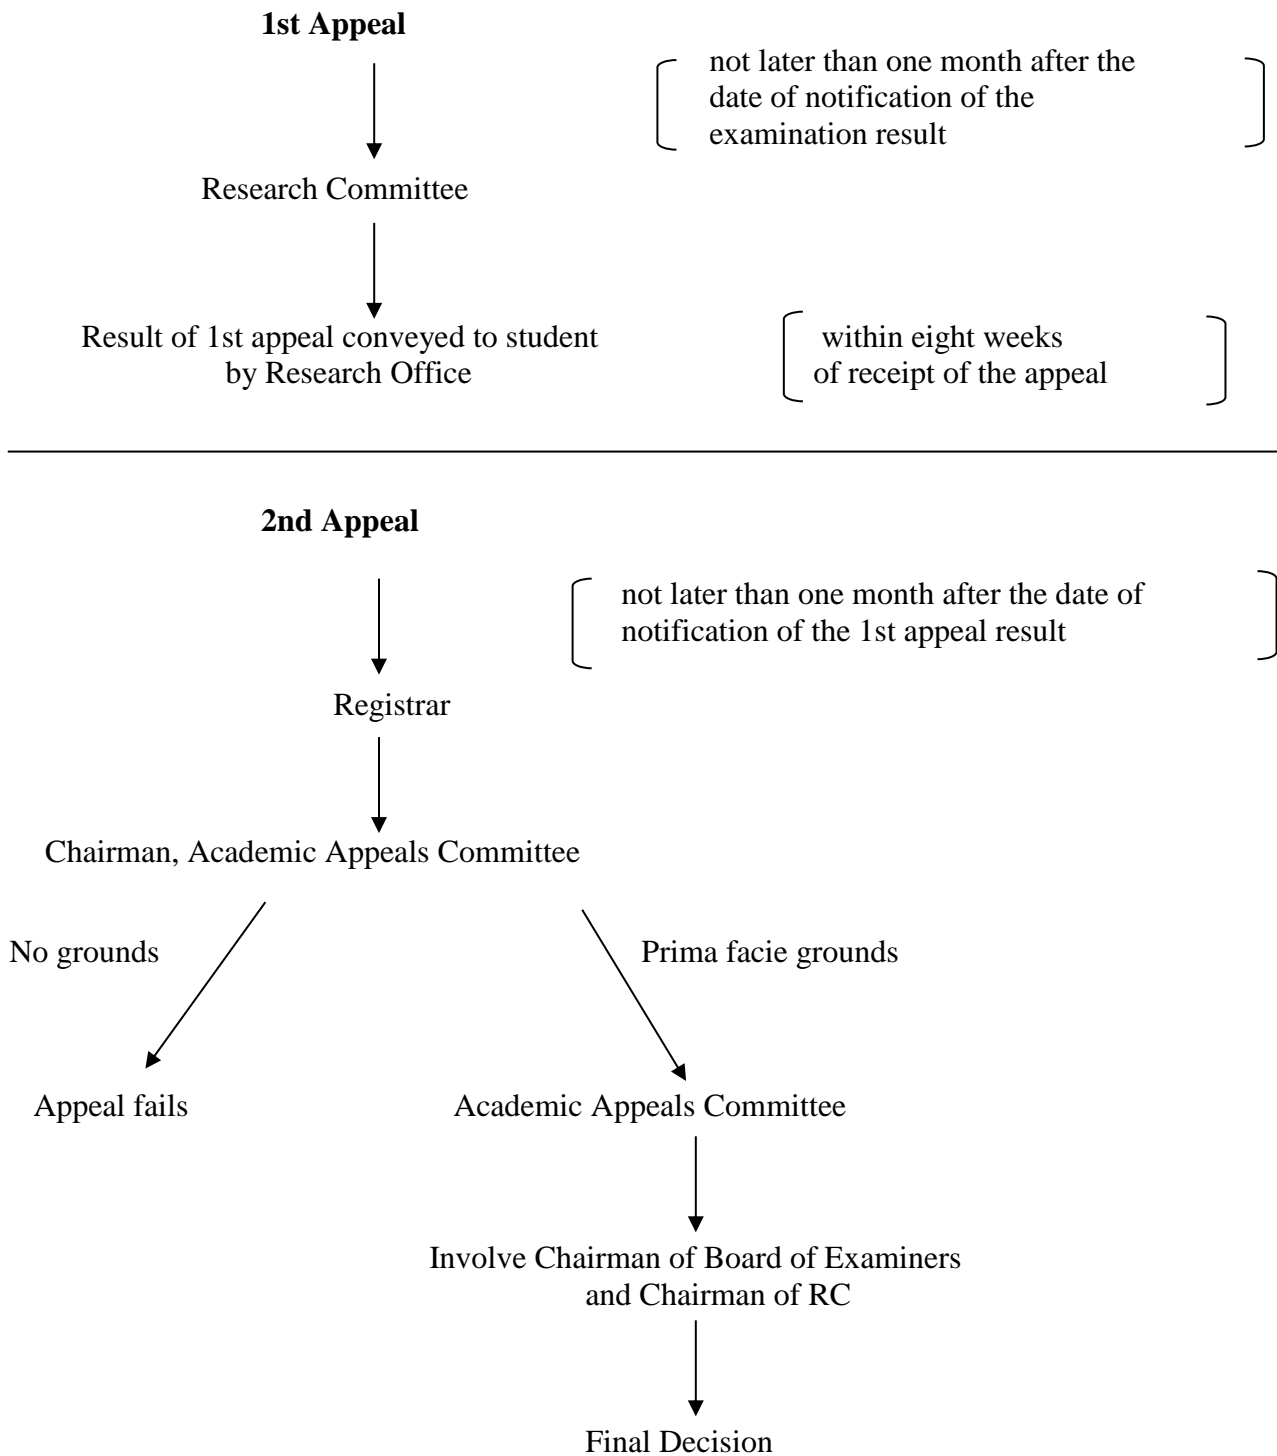 1st Appeal
not later than one month after the
date of notification of the
examination result
Research Committee
Result of 1st appeal conveyed to student
by Research Office
within eight weeks
of receipt of the appeal
2nd Appeal
not later than one month after the date of
notification of the 1st appeal result
Registrar
Chairman, Academic Appeals Committee
No grounds
Prima facie grounds
Appeal fails
Academic Appeals Committee
Involve Chairman of Board of Examiners
and Chairman of RC
Final Decision